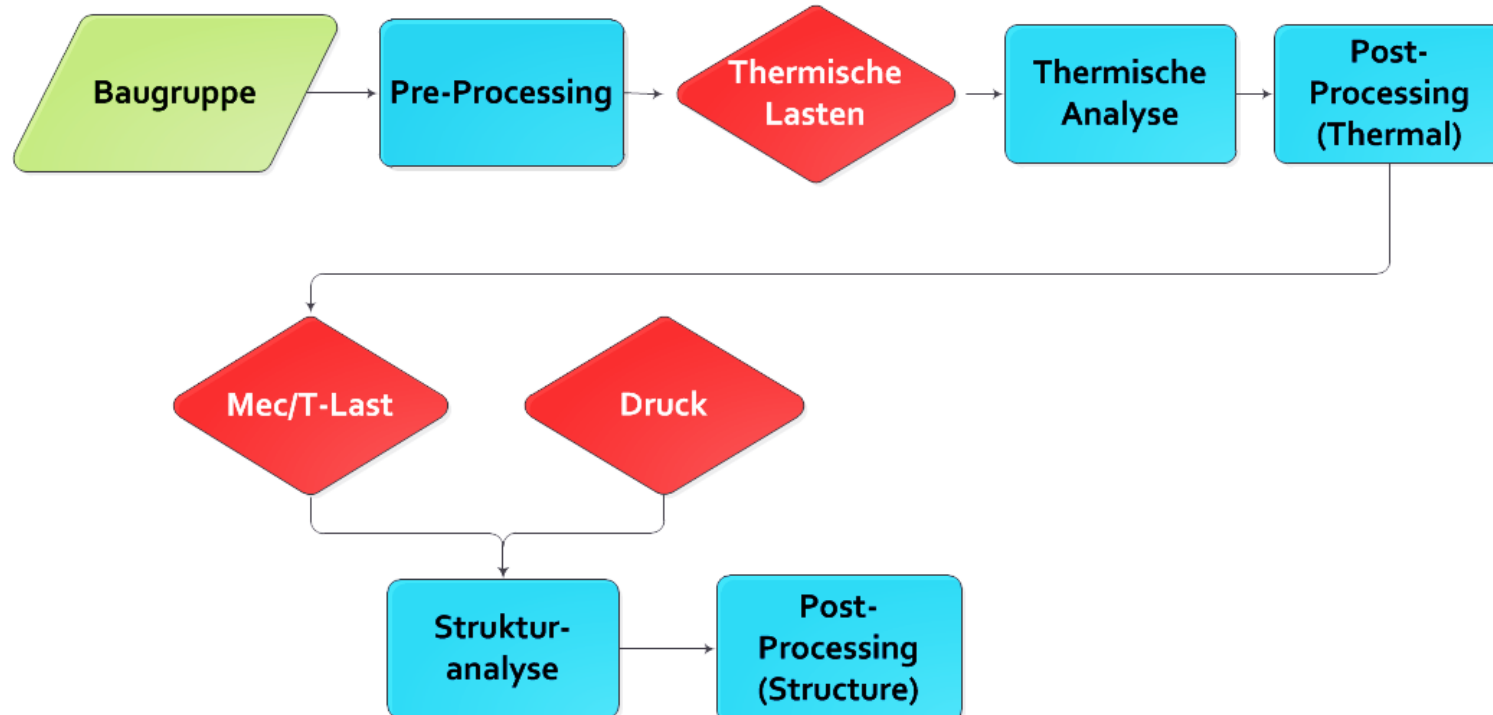 Baugruppe
Pre-Processing
Thermische
Lasten
Thermische
Analyse
Post-
Processing
(Thermal)
Mec/T-Last
Druck
Struktur-
analyse
Post-
Processing
(Structure)